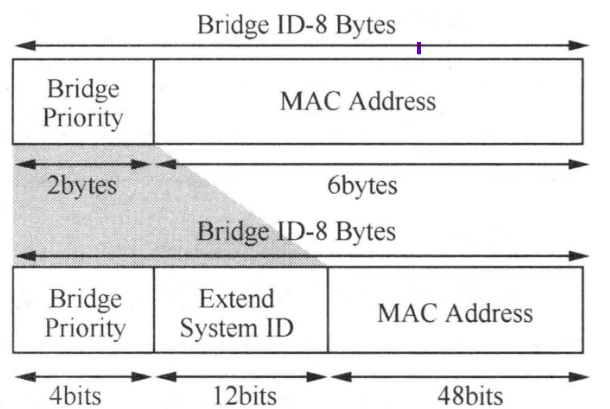 Bridge ID-8 Bytes
Bridge
Priority
MAC Address
2bytes
6bytes
Bridge ID-8 Bytes
Bridge
Priority
Extend
System ID
MAC Address
4bits
12bits
48bits